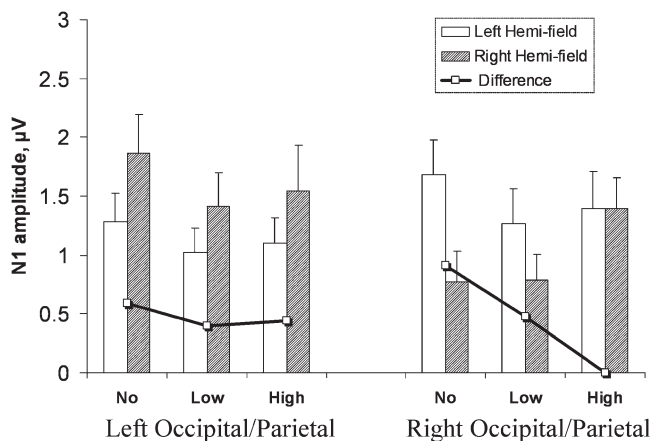 3
2.5
2
1.5
1
0.5
0
N1 amplitude, µV
Left Hemi-field
Right Hemi-field
Difference
No Low High No Low High
Left Occipital/Parietal Right Occipital/Parietal